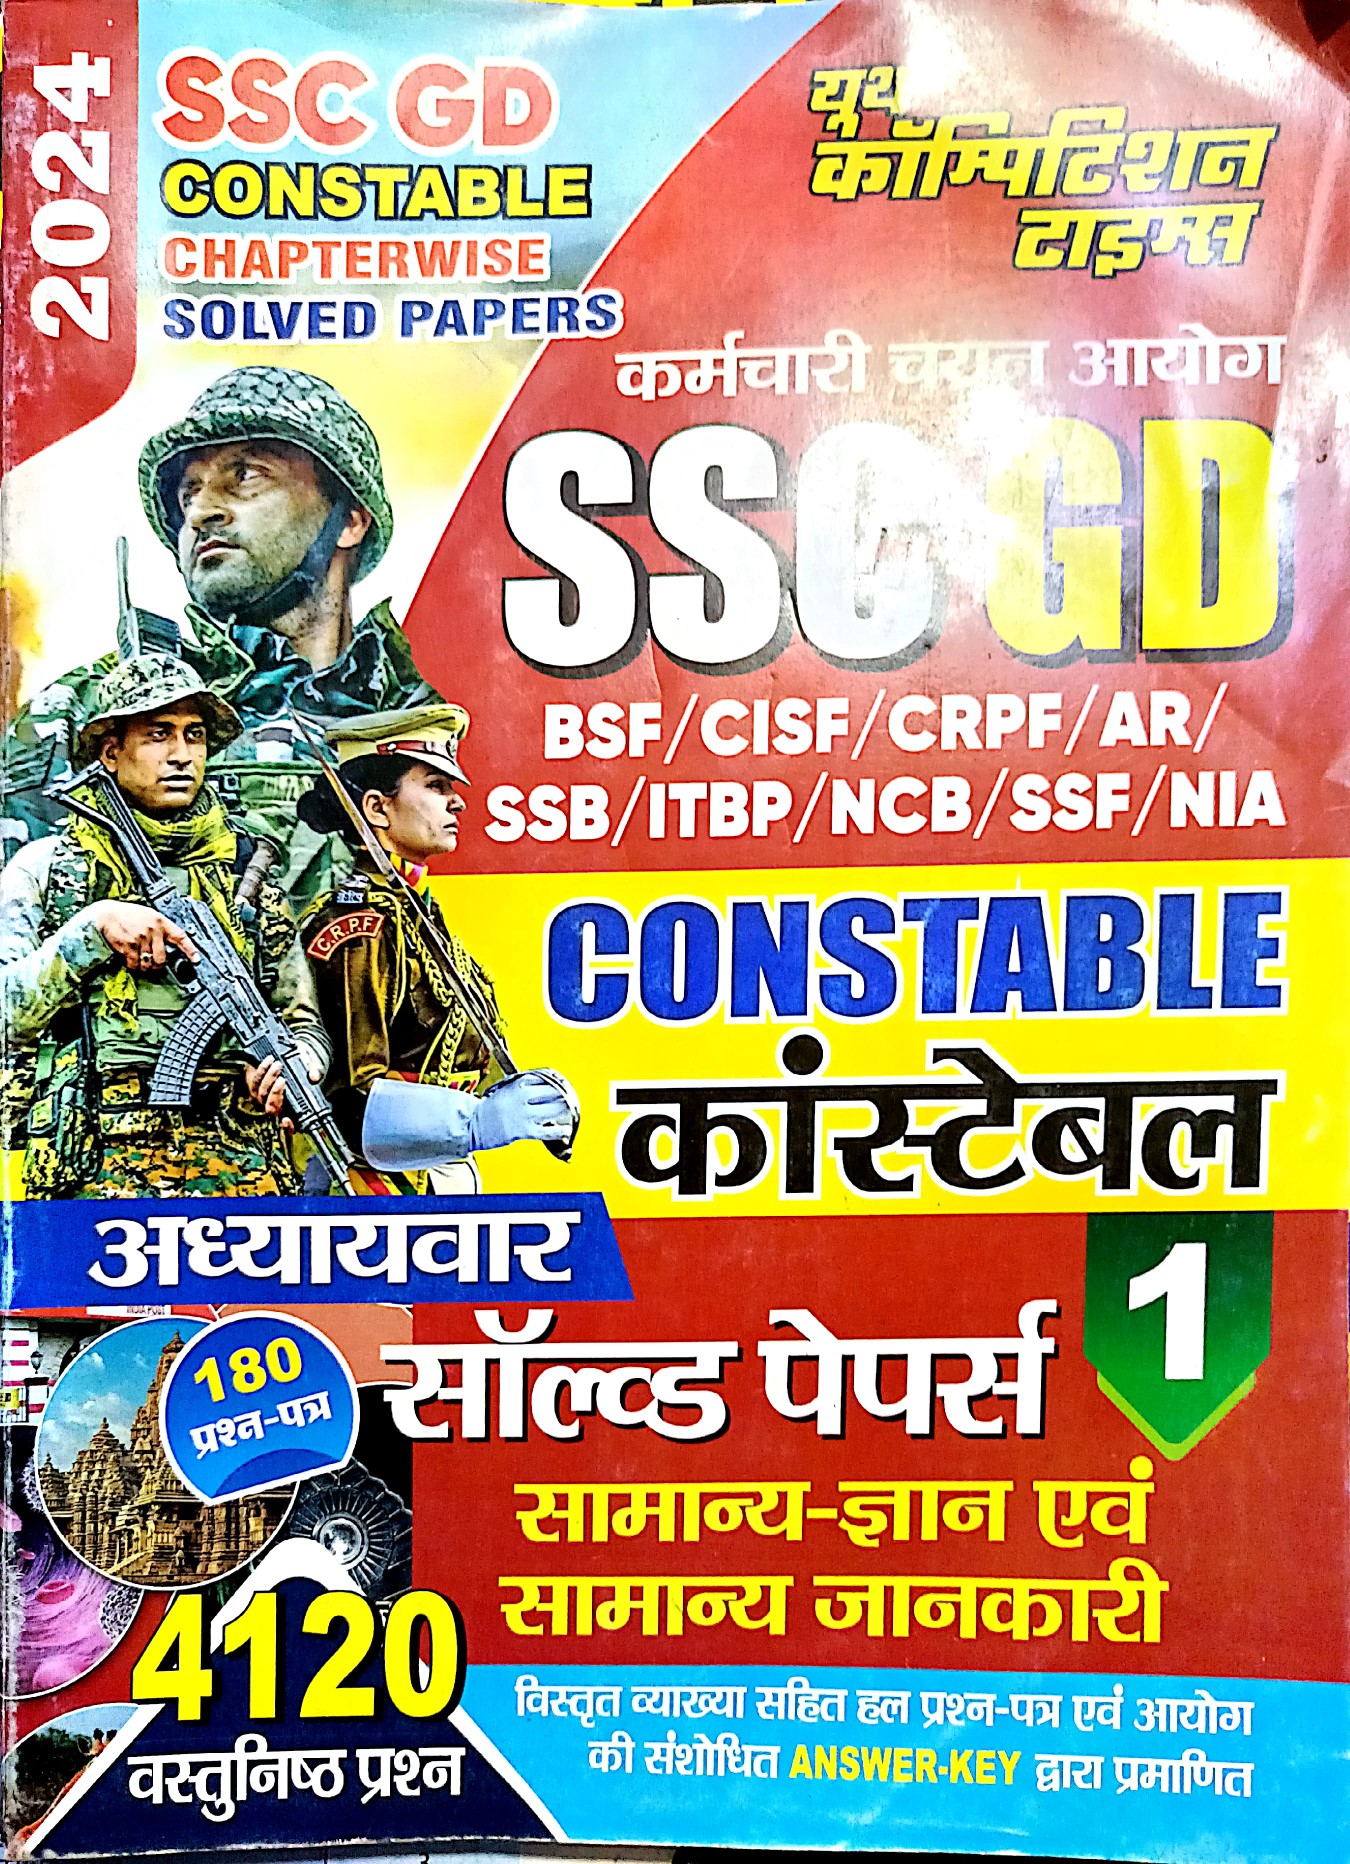 2024
SSC GD
CONSTABLE
CHAPTERWISE
SOLVED PAPERS
यूथ
कॉम्पिटिशन
टाइम्स
कर्मचारी चयन आयोग
SSC GD
BSF/CISF/CRPF/AR/
SSB/ITBP/NCB/SSF/NIA
C.R.P.F
CONSTABLE
कांस्टेबल
अध्यायवार
1
INDIA POST
180
प्रश्न-पत्र
सॉल्व्ड पेपर्स
सामान्य-ज्ञान एवं
सामान्य जानकारी
4120
वस्तुनिष्ठ प्रश्न
विस्तृत व्याख्या सहित हल प्रश्न-पत्र एवं आयोग
की संशोधित ANSWER-KEY द्वारा प्रमाणित